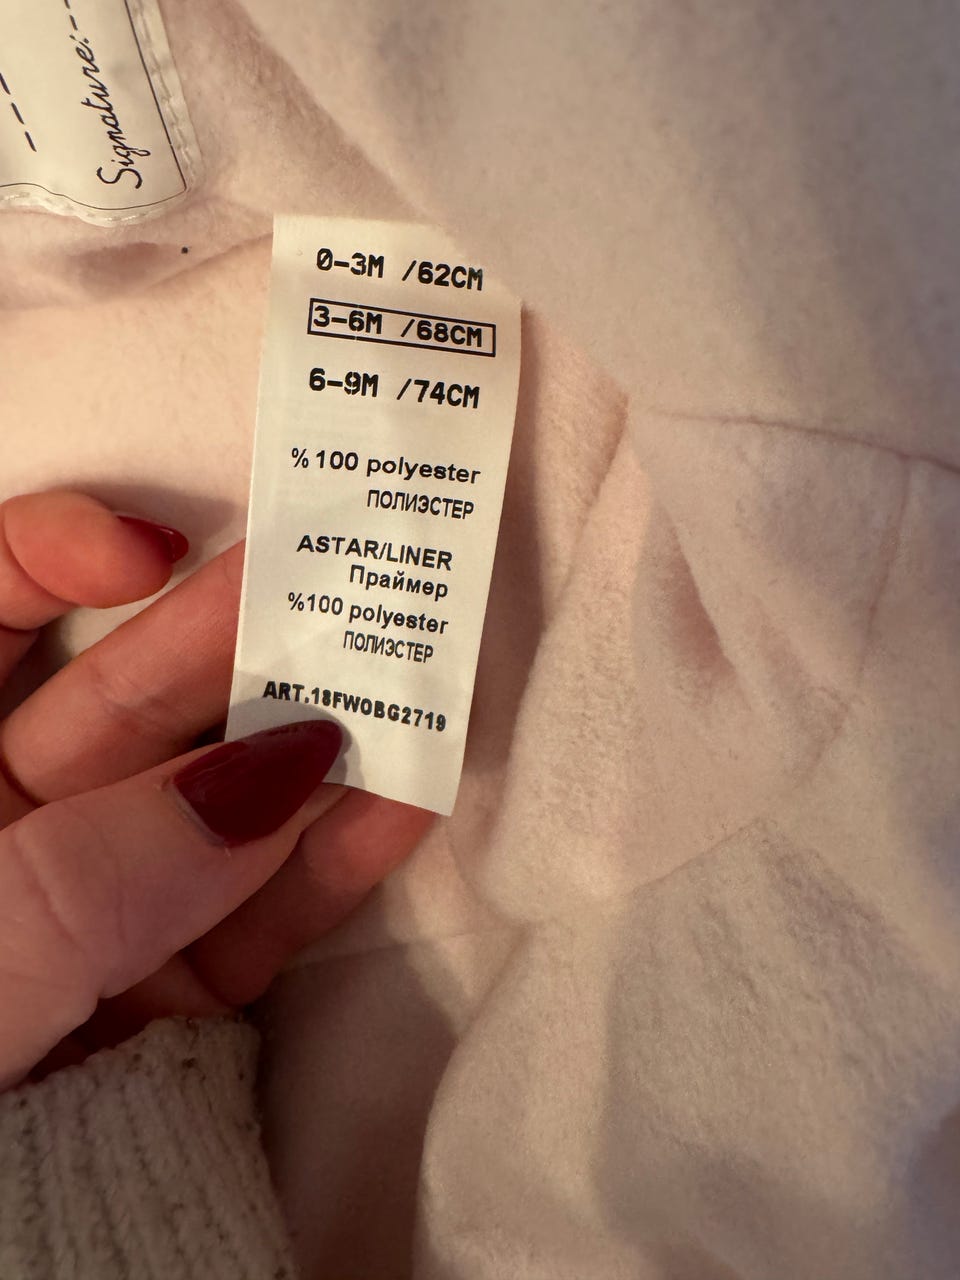 Signature:
0-3M /62CM
3-6M /68CM
6-9M /74CM
% 100 polyester
ПОЛИЭСТЕР
ASTAR/LINER
Праймер
%100 polyester
ПОЛИЭСТЕР
ART.18FWOBG2719